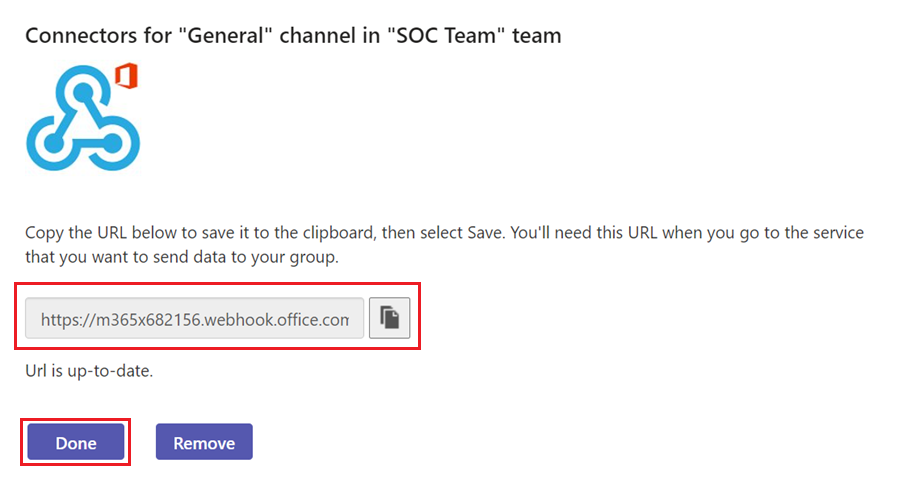 Connectors for "General" channel in "SOC Team" team
Copy the URL below to save it to the clipboard, then select Save. You'll need this URL when you go to the service
that you want to send data to your group.
https://m365x682156.webhook.office.com
Url is up-to-date.
Done Remove